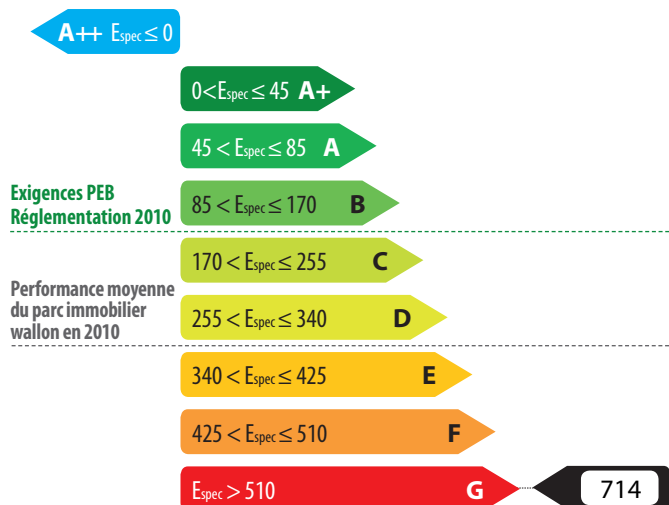 A++ Espec ≤ 0
0<Espec ≤ 45 A+
45 < Espec ≤ 85 A
Exigences PEB
Réglementation 2010
85 < Espec ≤ 170 B
170 < Espec ≤ 255 C
Performance moyenne
du parc immobilier
wallon en 2010
255 < Espec ≤ 340 D
340 < Espec ≤ 425 E
425 < Espec ≤ 510 F
Espec > 510 G 714